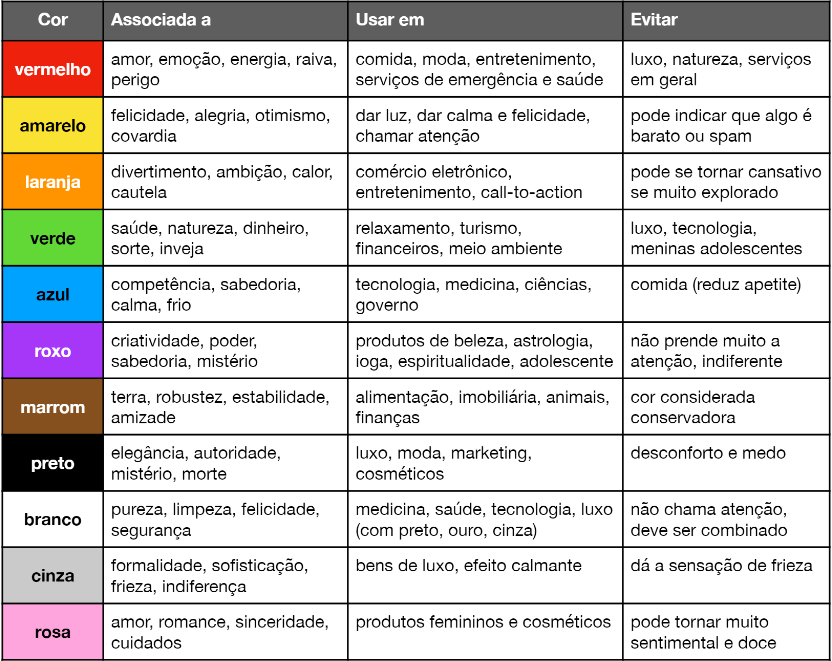 Cor Associada a Usar em Evitar
vermelho
amor, emoção, energia, raiva,
perigo
comida, moda, entretenimento,
serviços de emergência e saúde
luxo, natureza, serviços
em geral
amarelo
felicidade, alegria, otimismo,
covardia
dar luz, dar calma e felicidade,
chamar atenção
pode indicar que algo é
barato ou spam
laranja
divertimento, ambição, calor,
cautela
comércio eletrônico,
entretenimento, call-to-action
pode se tornar cansativo
se muito explorado
verde
saúde, natureza, dinheiro,
sorte, inveja
relaxamento, turismo,
financeiros, meio ambiente
luxo, tecnologia,
meninas adolescentes
azul
competência, sabedoria,
calma, frio
tecnologia, medicina, ciências,
governo
comida (reduz apetite)
roxo
criatividade, poder,
sabedoria, mistério
produtos de beleza, astrologia,
ioga, espiritualidade, adolescente
não prende muito a
atenção, indiferente
marrom
terra, robustez, estabilidade,
amizade
alimentação, imobiliária, animais,
finanças
cor considerada
conservadora
preto
elegância, autoridade,
mistério, morte
luxo, moda, marketing,
cosméticos
desconforto e medo
branco
pureza, limpeza, felicidade,
segurança
medicina, saúde, tecnologia, luxo
(com preto, ouro, cinza)
não chama atenção,
deve ser combinado
cinza
formalidade, sofisticação,
frieza, indiferença
bens de luxo, efeito calmante
dá a sensação de frieza
rosa
amor, romance, sinceridade,
cuidados
produtos femininos e cosméticos
pode tornar muito
sentimental e doce